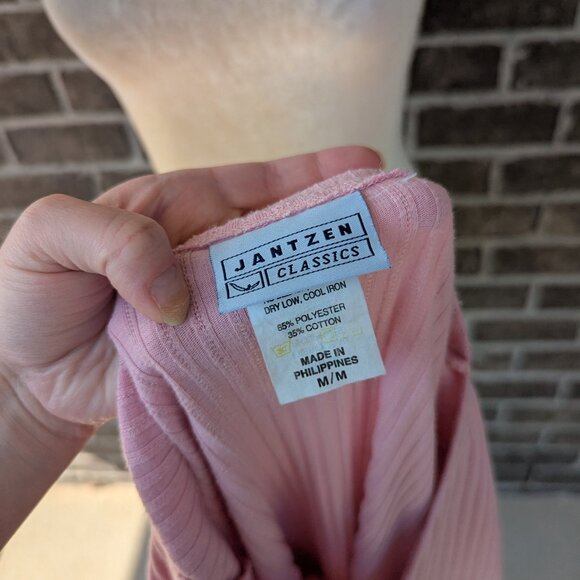 JANTZEN
CLASSICS
DRY LOW, COOL IRON
65% POLYESTER
35% COTTON
MADE IN
PHILIPPINES
M/M